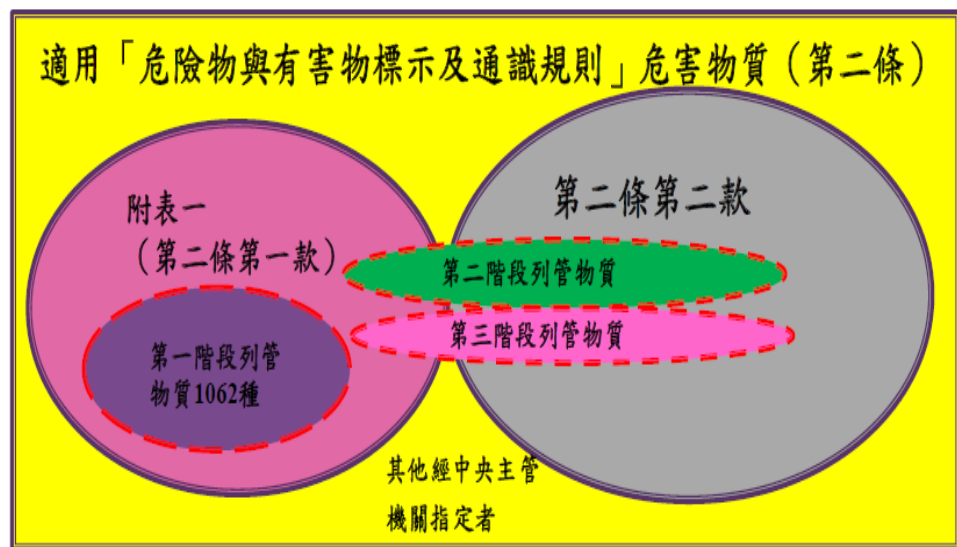 適用「危險物與有害物標示及通識規則」危害物質（第二條）
附表一
（第二條第一款）
第二條第二款
第二階段列管物質
第三階段列管物質
第一階段列管
物質1062種
其他經中央主管
機關指定者